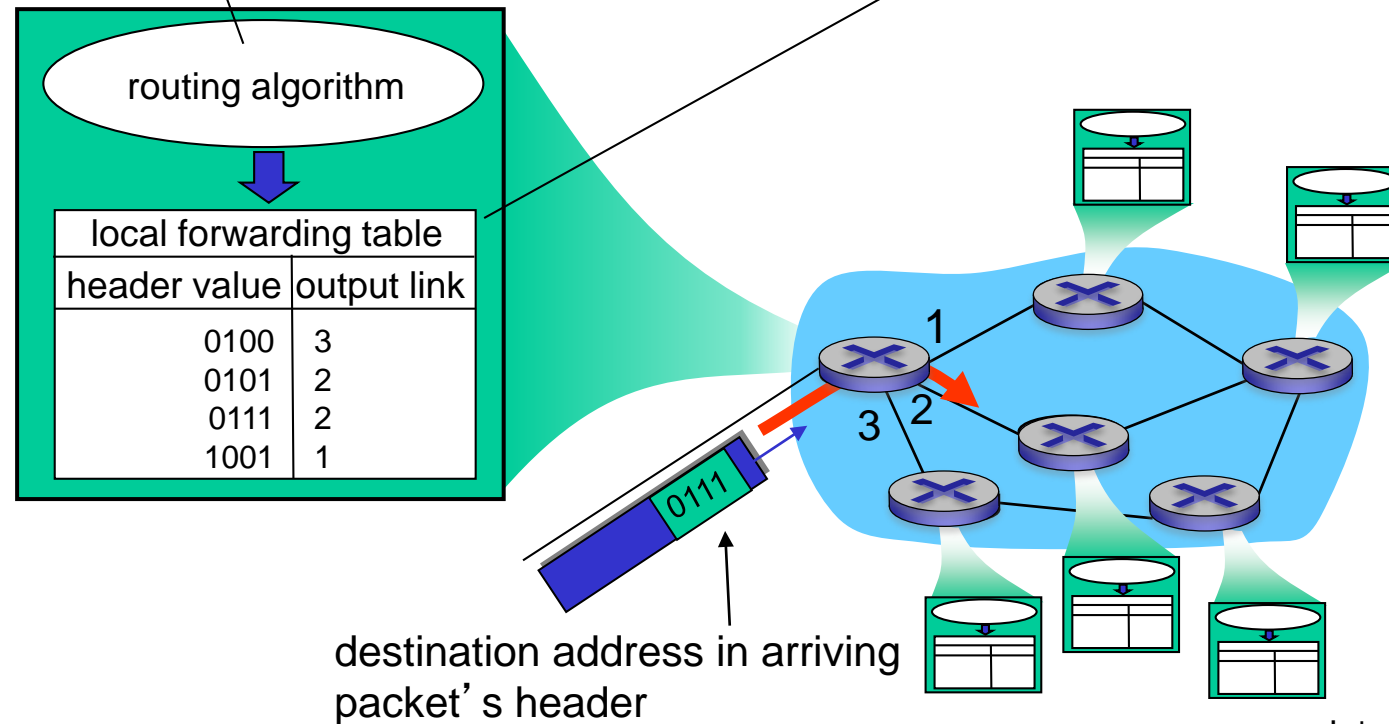 routing algorithm
local forwarding table
header value output link
0100 3
0101 2
0111 2
1001 1
1
2
3
0111
destination address in arriving
packet’s header